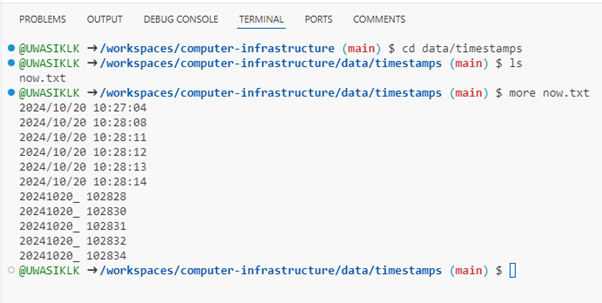 PROBLEMS OUTPUT DEBUG CONSOLE TERMINAL PORTS COMMENTS
@UWASIKLK ➜/workspaces/computer-infrastructure (main) $ cd data/timestamps
@UWASIKLK ➜/workspaces/computer-infrastructure/data/timestamps (main) $ ls
now.txt
@UWASIKLK ➜/workspaces/computer-infrastructure/data/timestamps (main) $ more now.txt
2024/10/20 10:27:04
2024/10/20 10:28:08
2024/10/20 10:28:11
2024/10/20 10:28:12
2024/10/20 10:28:13
2024/10/20 10:28:14
20241020_ 102828
20241020_ 102830
20241020_ 102831
20241020_ 102832
20241020_ 102834
@UWASIKLK ➜/workspaces/computer-infrastructure/data/timestamps (main) $